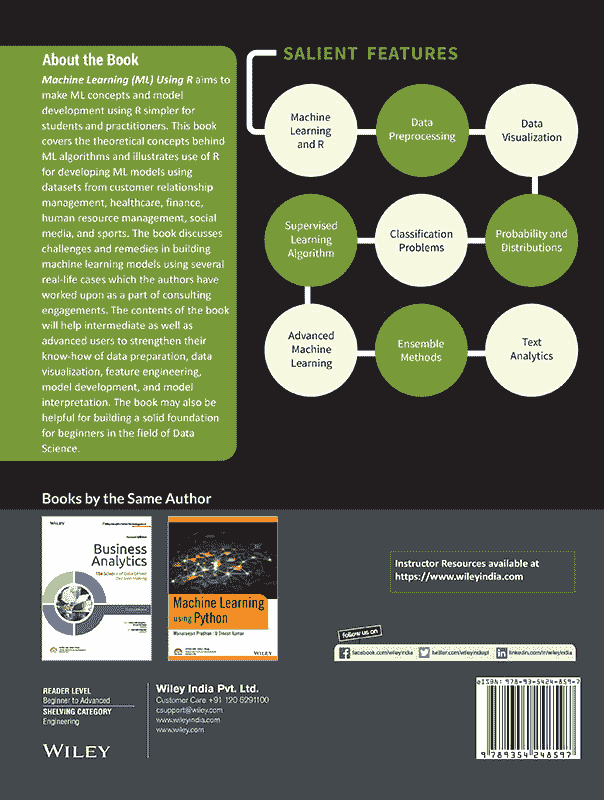 About the Book
Machine Learning (ML) Using R aims to
make ML concepts and model
development using R simpler for
students and practitioners. This book
covers the theoretical concepts behind
ML algorithms and illustrates use of R
for developing ML models using
datasets from customer relationship
management, healthcare, finance,
human resource management, social
media, and sports. The book discusses
challenges and remedies in building
machine learning models using several
real-life cases which the authors have
worked upon as a part of consulting
engagements. The contents of the book
will help intermediate as well as
advanced users to strengthen their
know-how of data preparation, data
visualization, feature engineering,
model development, and model
interpretation. The book may also be
helpful for building a solid foundation
for beginners in the field of Data
Science.
SALIENT FEATURES
Machine
Learning
and R
Data
Preprocessing
Data
Visualization
Supervised
Learning
Algorithm
Classification
Problems
Probability and
Distributions
Advanced
Machine
Learning
Ensemble
Methods
Text
Analytics
Books by the Same Author
WILEY
Business
Analytics
Machine Learning
using Python
Manaranjan Pradhan | U Dinesh Kumar
WILEY
Instructor Resources available at
https://www.wileyindia.com
follow us on
facebook.com/wileyindia
twitter.com/wileyindiapl
linkedin.com/in/wileyindia
READER LEVEL
Beginner to Advanced
SHELVING CATEGORY
Engineering
WILEY
Wiley India Pvt. Ltd.
Customer Care +91 120 6291100
csupport@wiley.com
www.wileyindia.com
www.wiley.com
eISBN: 978-93-5424-859-7
9 789354 248597